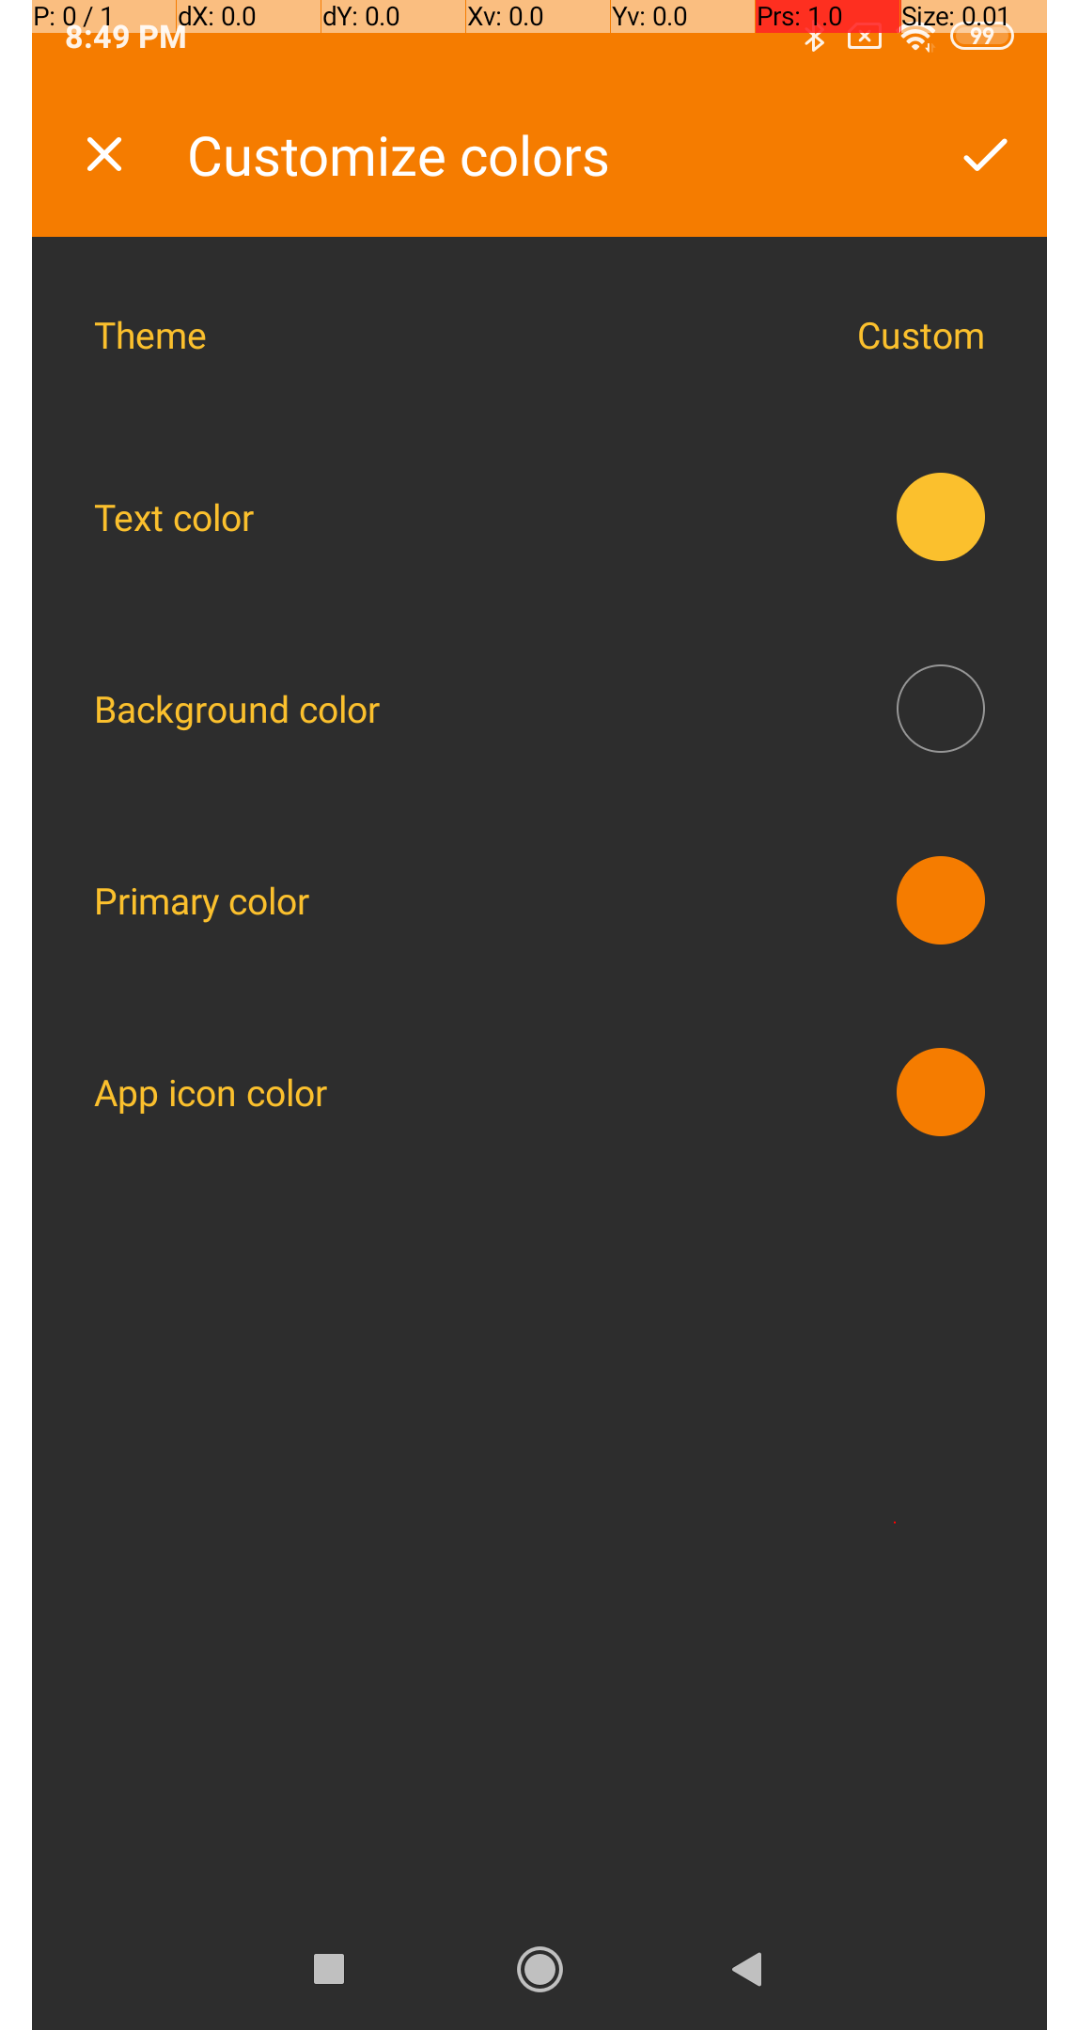 P: 0 / 1 dX: 0.0 dY: 0.0 Xv: 0.0 Yv: 0.0 Prs: 1.0 Size: 0.01
8:49 PM 99
Customize colors
Theme Custom
Text color
Background color
Primary color
App icon color